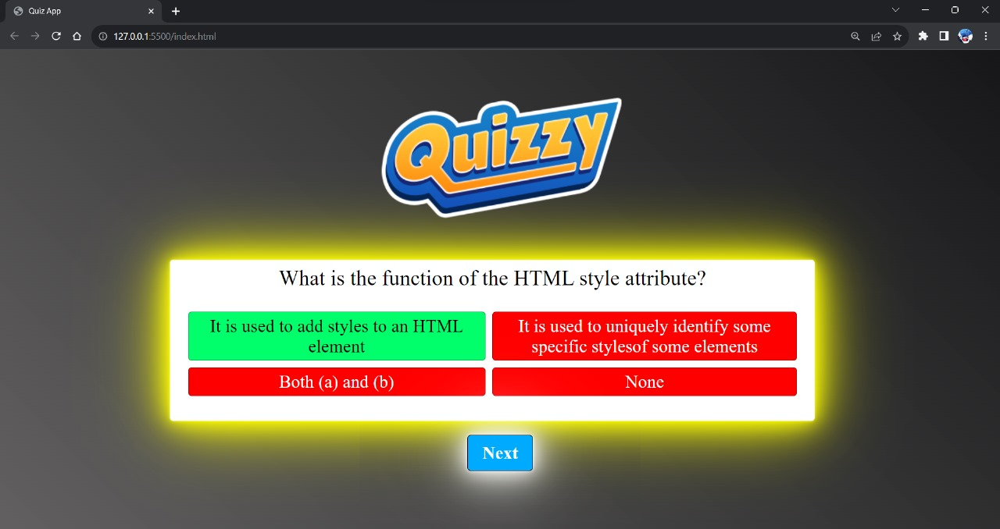 Quiz App
127.0.0.1:5500/index.html
Quizzy
What is the function of the HTML style attribute?
It is used to add styles to an HTML
element
It is used to uniquely identify some
specific stylesof some elements
Both (a) and (b)
None
Next